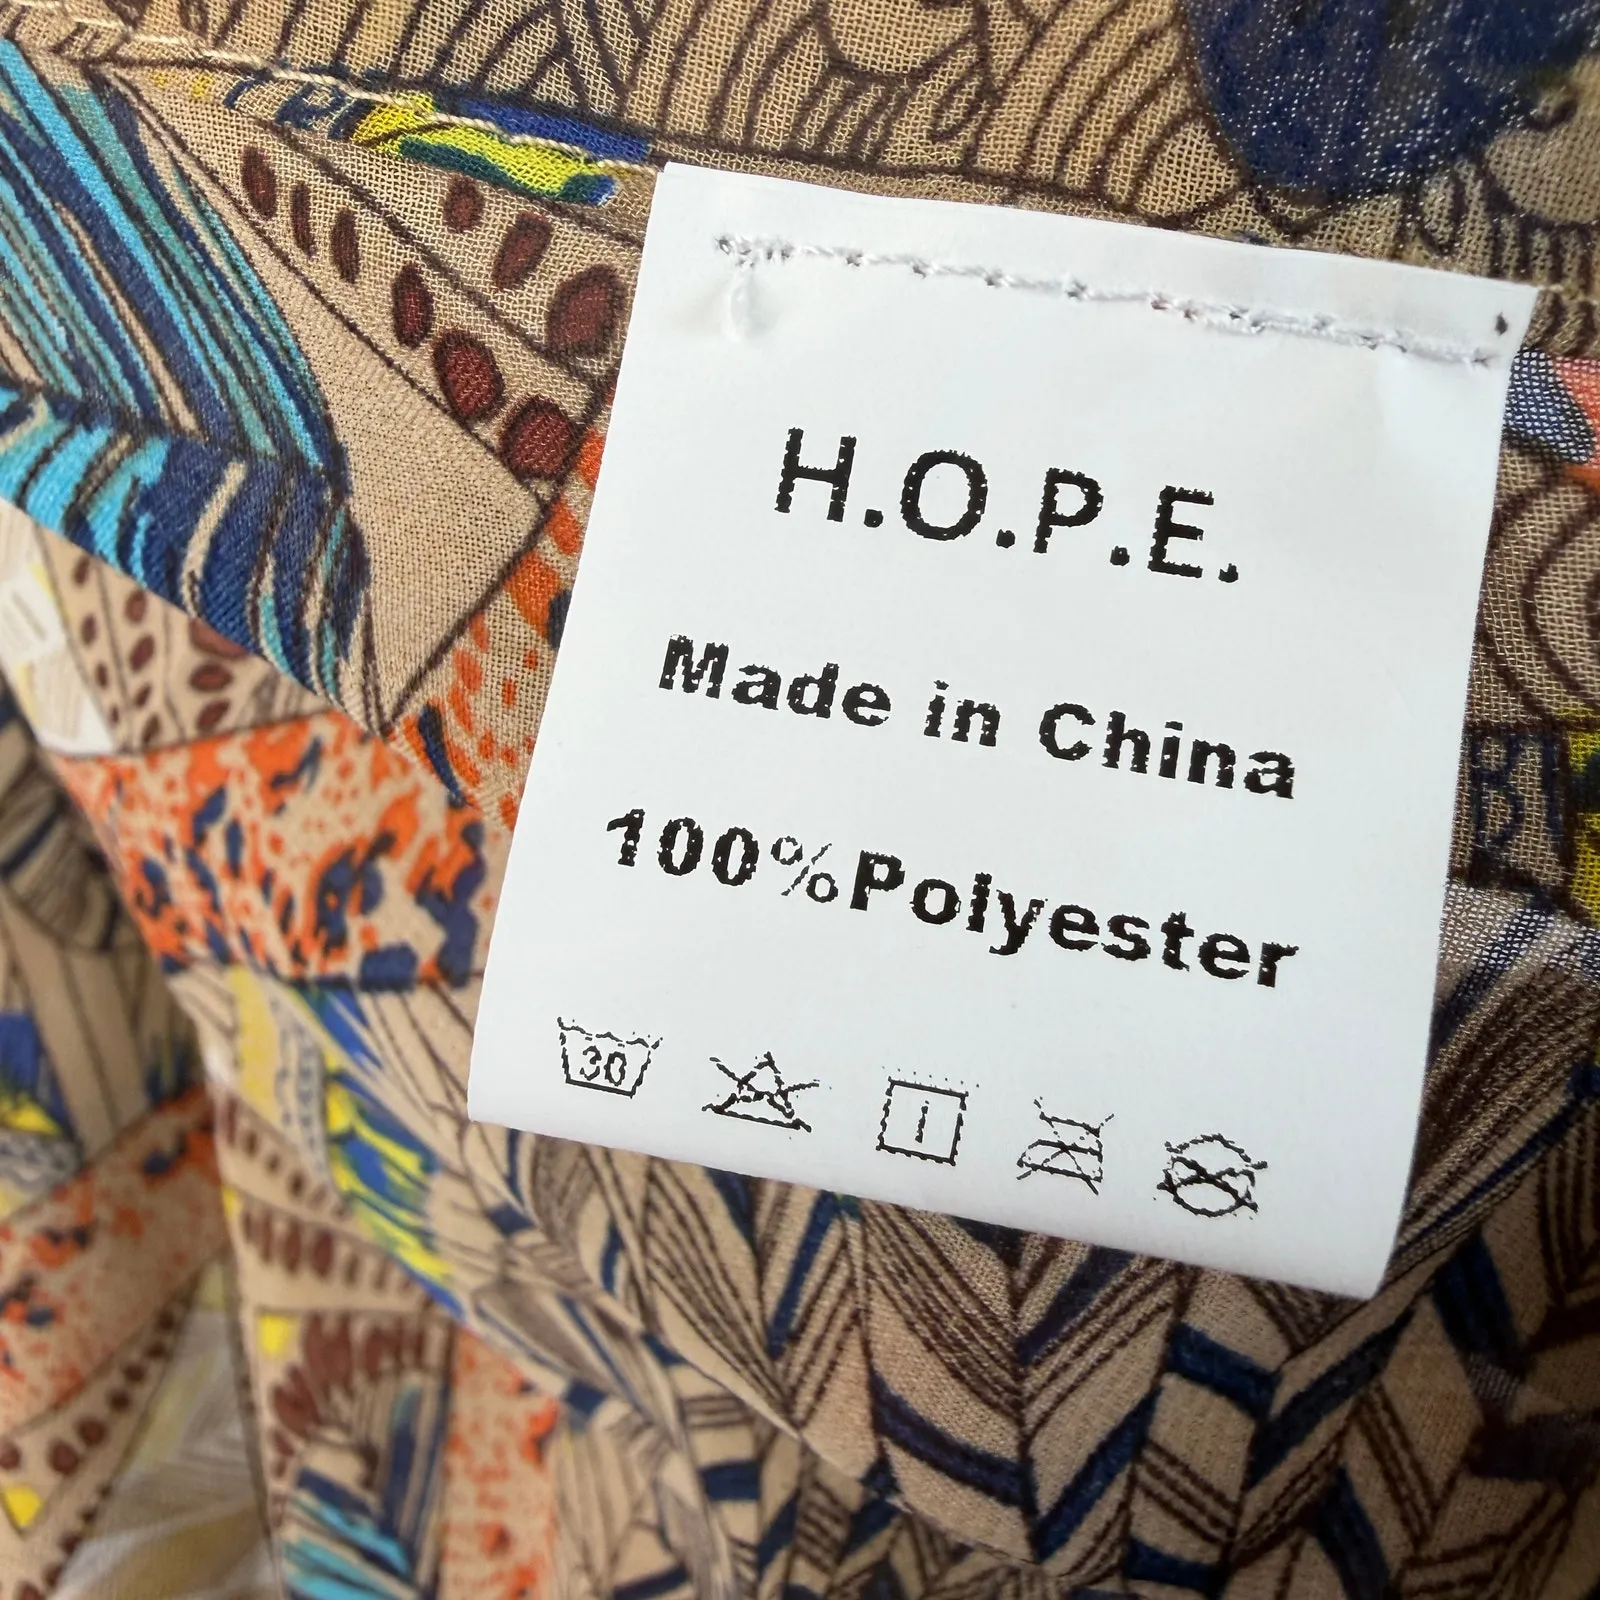 H.O.P.E.
Made in China
100%Polyester
30